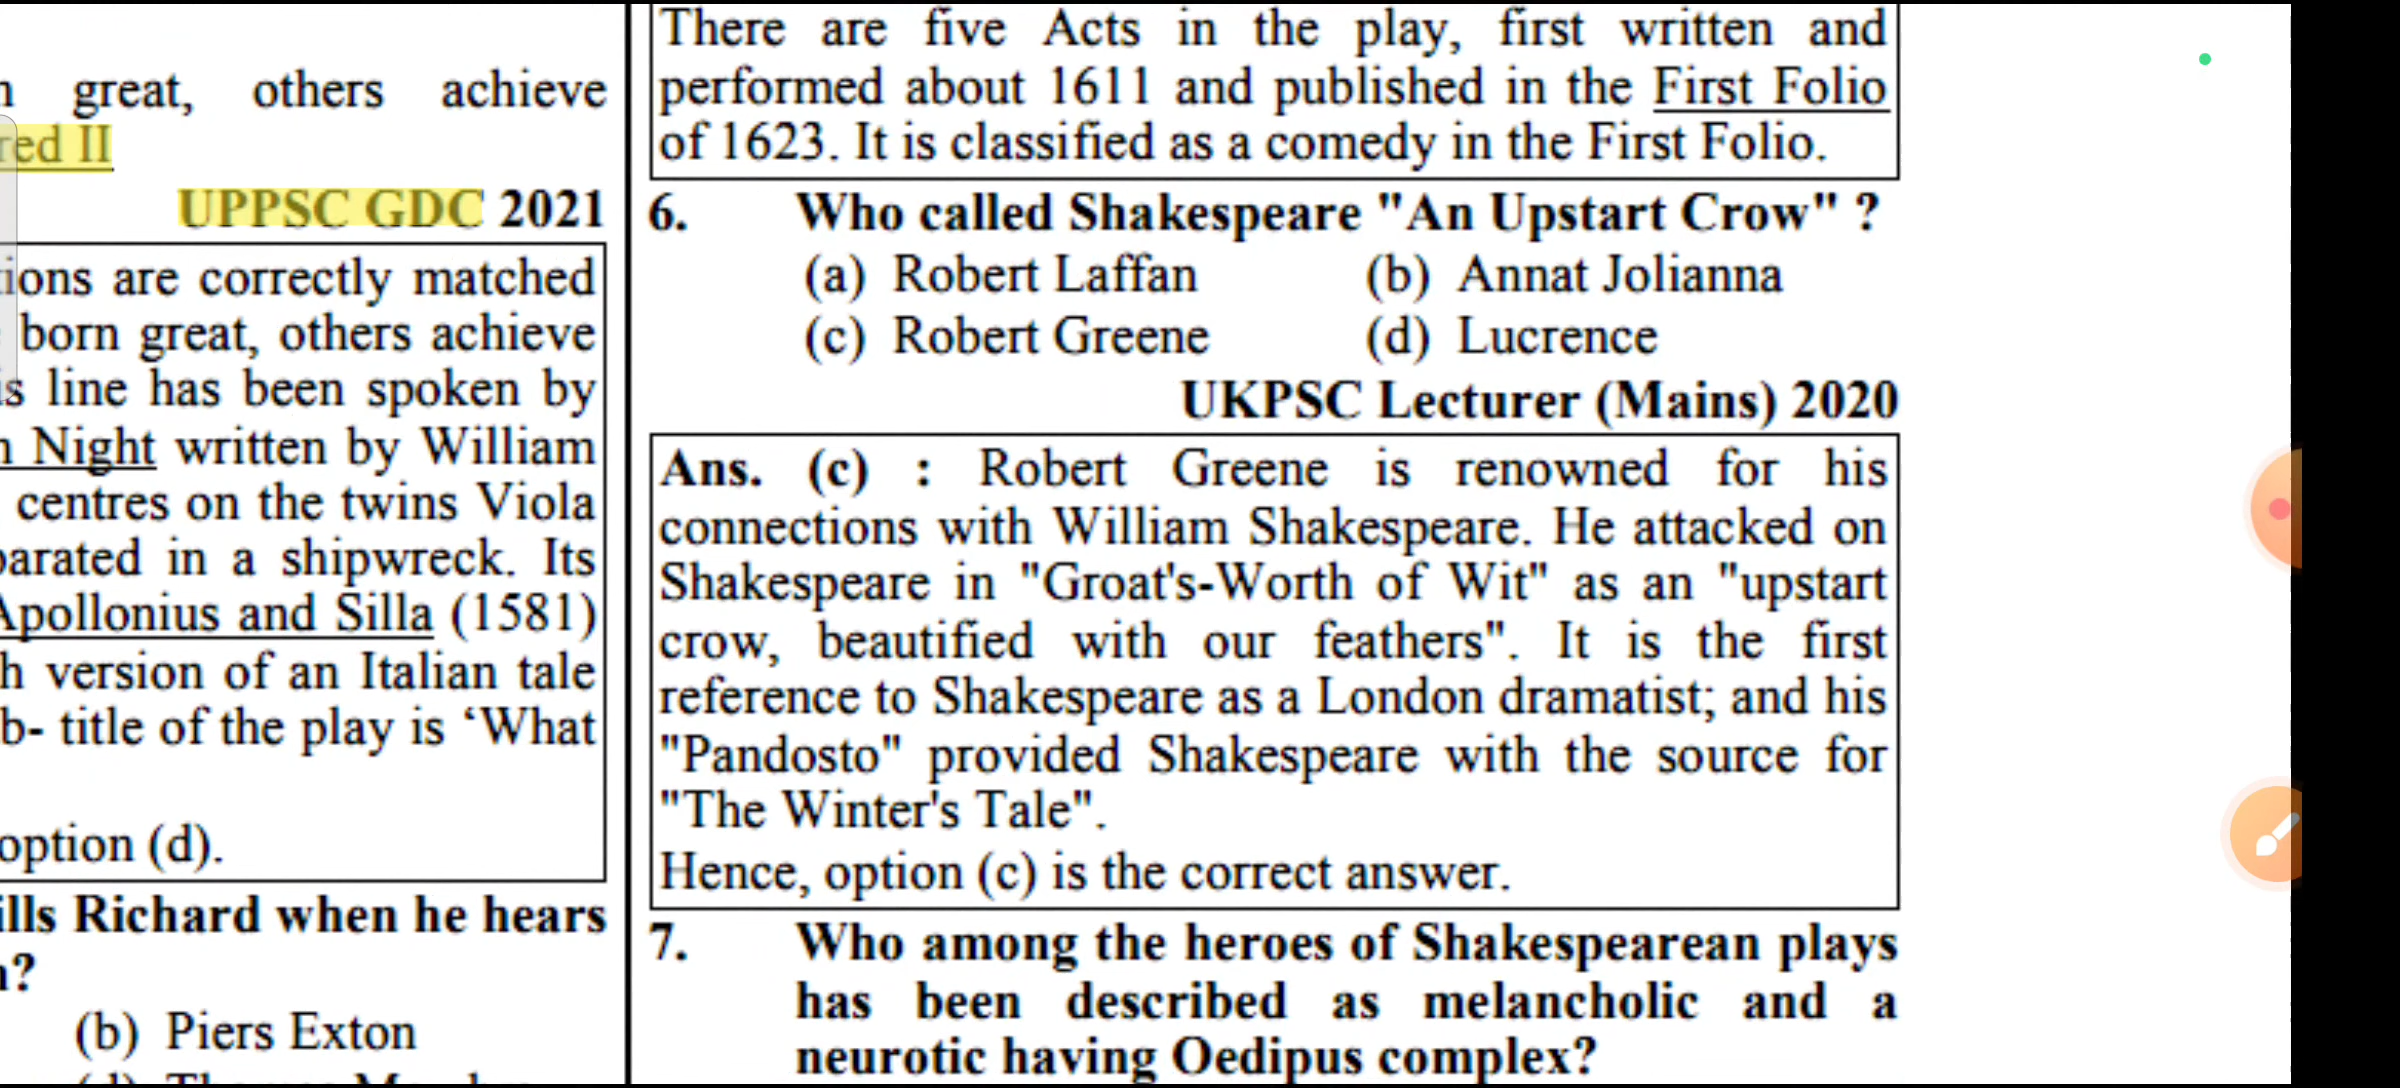 great, others achieve
red II
UPPSC GDC 2021
ions are correctly matched
born great, others achieve
is line has been spoken by
Night written by William
centres on the twins Viola
parated in a shipwreck. Its
Apollonius and Silla (1581)
h version of an Italian tale
b- title of the play is ‘What
option (d).
ills Richard when he hears
(b) Piers Exton
There are five Acts in the play, first written and
performed about 1611 and published in the First Folio
of 1623. It is classified as a comedy in the First Folio.
6. Who called Shakespeare "An Upstart Crow" ?
(a) Robert Laffan (b) Annat Jolianna
(c) Robert Greene (d) Lucrence
UKPSC Lecturer (Mains) 2020
Ans. (c) : Robert Greene is renowned for his
connections with William Shakespeare. He attacked on
Shakespeare in "Groat's-Worth of Wit" as an "upstart
crow, beautified with our feathers". It is the first
reference to Shakespeare as a London dramatist; and his
"Pandosto" provided Shakespeare with the source for
"The Winter's Tale".
Hence, option (c) is the correct answer.
7. Who among the heroes of Shakespearean plays
has been described as melancholic and a
neurotic having Oedipus complex?